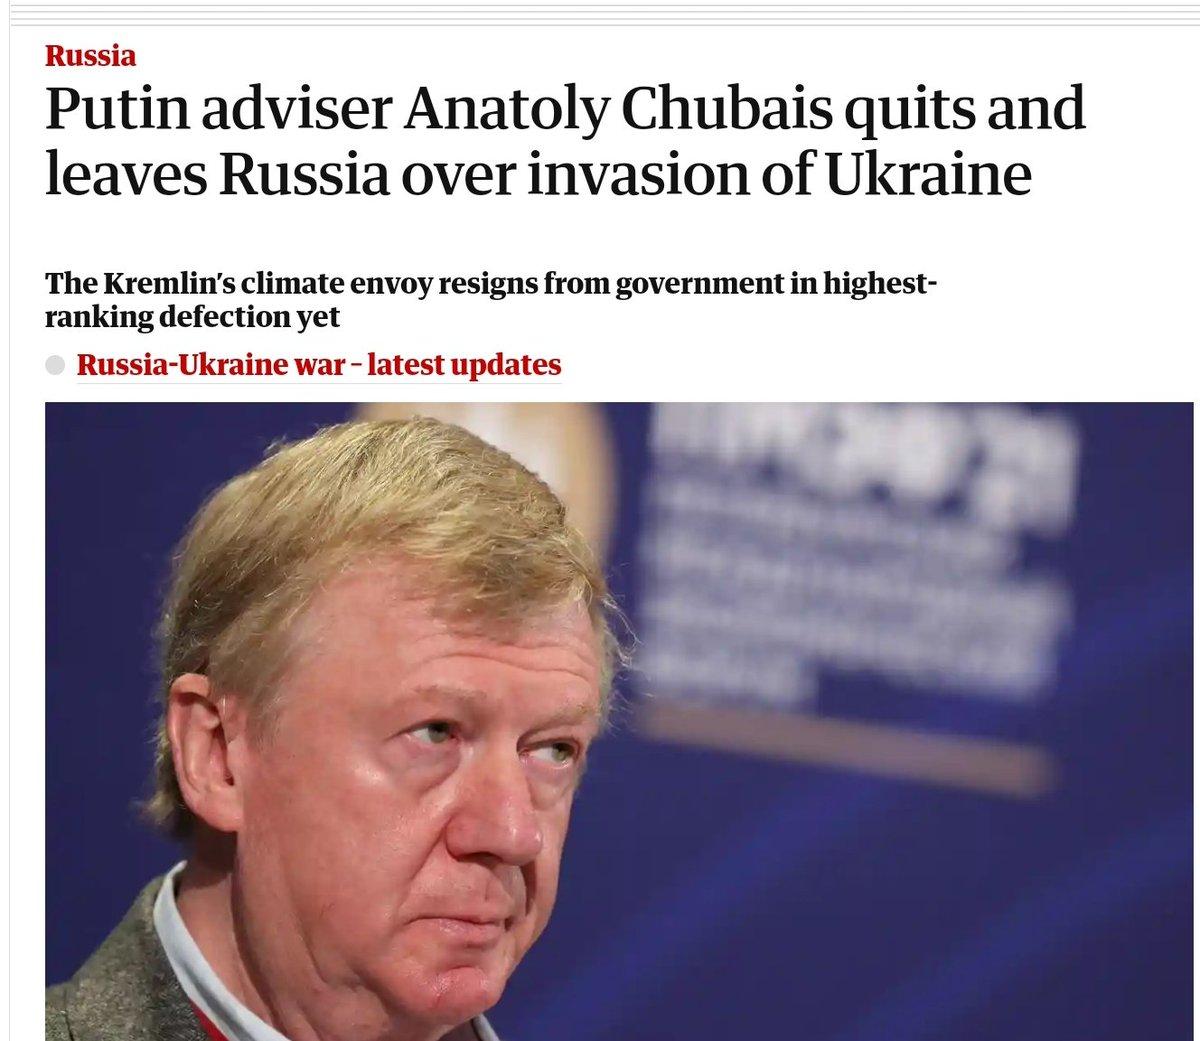 Russia
Putin adviser Anatoly Chubais quits and
leaves Russia over invasion of Ukraine
The Kremlin’s climate envoy resigns from government in highest-
ranking defection yet
Russia-Ukraine war – latest updates